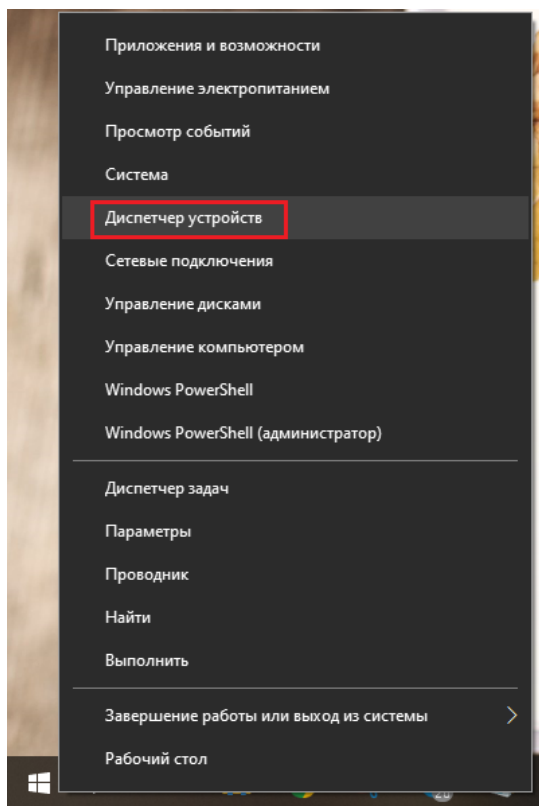 Приложения и возможности
Управление электропитанием
Просмотр событий
Система
Диспетчер устройств
Сетевые подключения
Управление дисками
Управление компьютером
Windows PowerShell
Windows PowerShell (администратор)
Диспетчер задач
Параметры
Проводник
Найти
Выполнить
Завершение работы или выход из системы
Рабочий стол